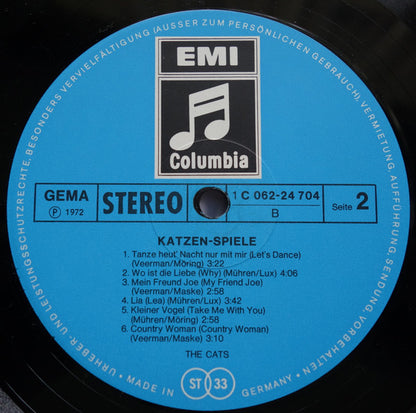 URHEBER- UND LEISTUNGSSCHUTZRECHTE, BESONDERS VERVIELFÄLTIGUNG (AUSSER ZUM PERSÖNLICHEN GEBRAUCH), VERMIETUNG, AUFFÜHRUNG, SENDUNG, VORBEHALTEN
EMI
Columbia
GEMA
℗ 1972
STEREO
1 C 062-24 704
B
Seite 2
KATZEN-SPIELE
1. Tanze heut' Nacht nur mit mir (Let's Dance)
(Veerman/Möring) 3:22
2. Wo ist die Liebe (Why) (Mühren/Lux) 4:06
3. Mein Freund Joe (My Friend Joe)
(Veerman/Maske) 2:58
4. Lia (Lea) (Mühren/Lux) 3:42
5. Kleiner Vogel (Take Me With You)
(Mühren/Möring) 2:58
6. Country Woman (Country Woman)
(Veerman/Maske) 3:10
THE CATS
MADE IN
ST 33
GERMANY